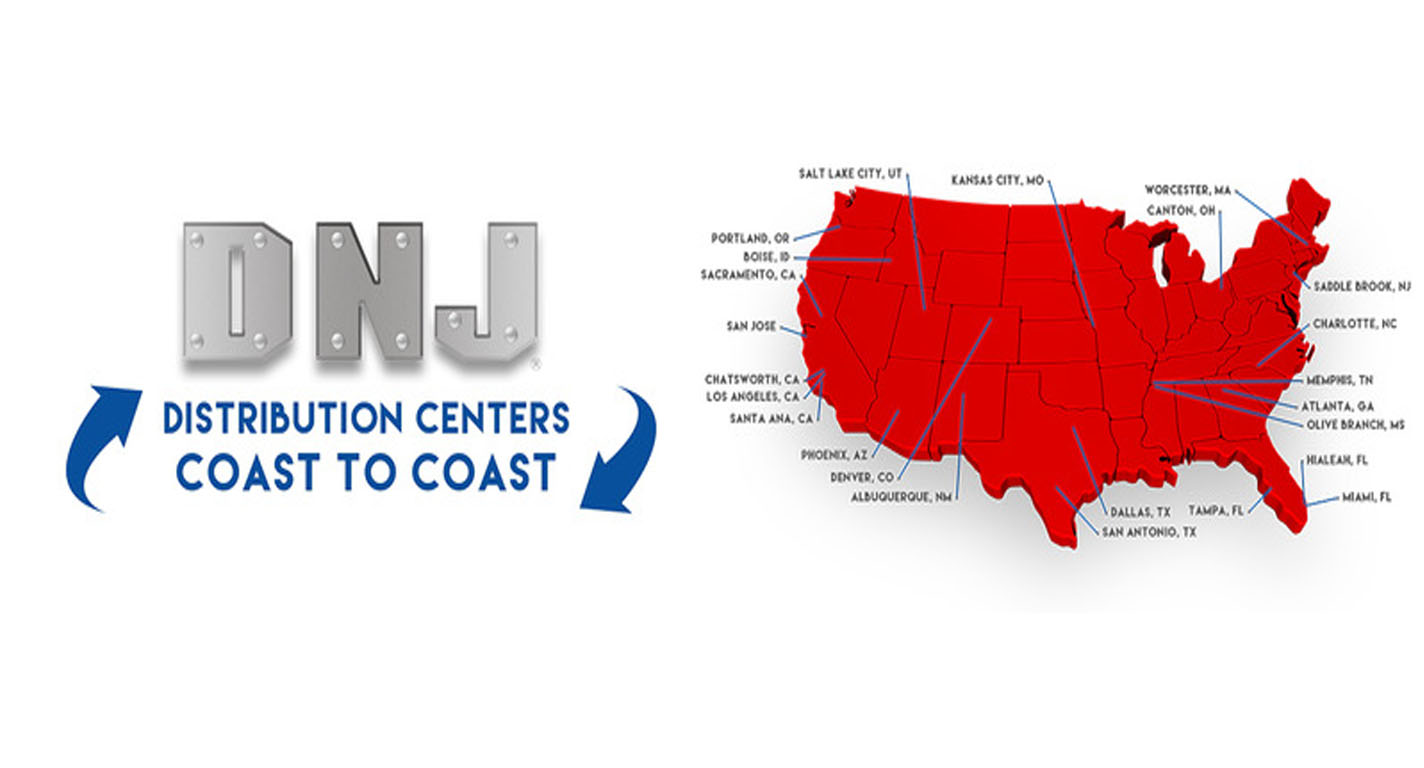 DNJ
®
DISTRIBUTION CENTERS
COAST TO COAST
SALT LAKE CITY, UT
KANSAS CITY, MO
WORCESTER, MA
CANTON, OH
PORTLAND, OR
BOISE, ID
SACRAMENTO, CA
SADDLE BROOK, NJ
SAN JOSE
CHARLOTTE, NC
CHATSWORTH, CA
LOS ANGELES, CA
SANTA ANA, CA
MEMPHIS, TN
ATLANTA, GA
OLIVE BRANCH, MS
PHOENIX, AZ
DENVER, CO
ALBUQUERQUE, NM
HIALEAH, FL
MIAMI, FL
DALLAS, TX
TAMPA, FL
SAN ANTONIO, TX